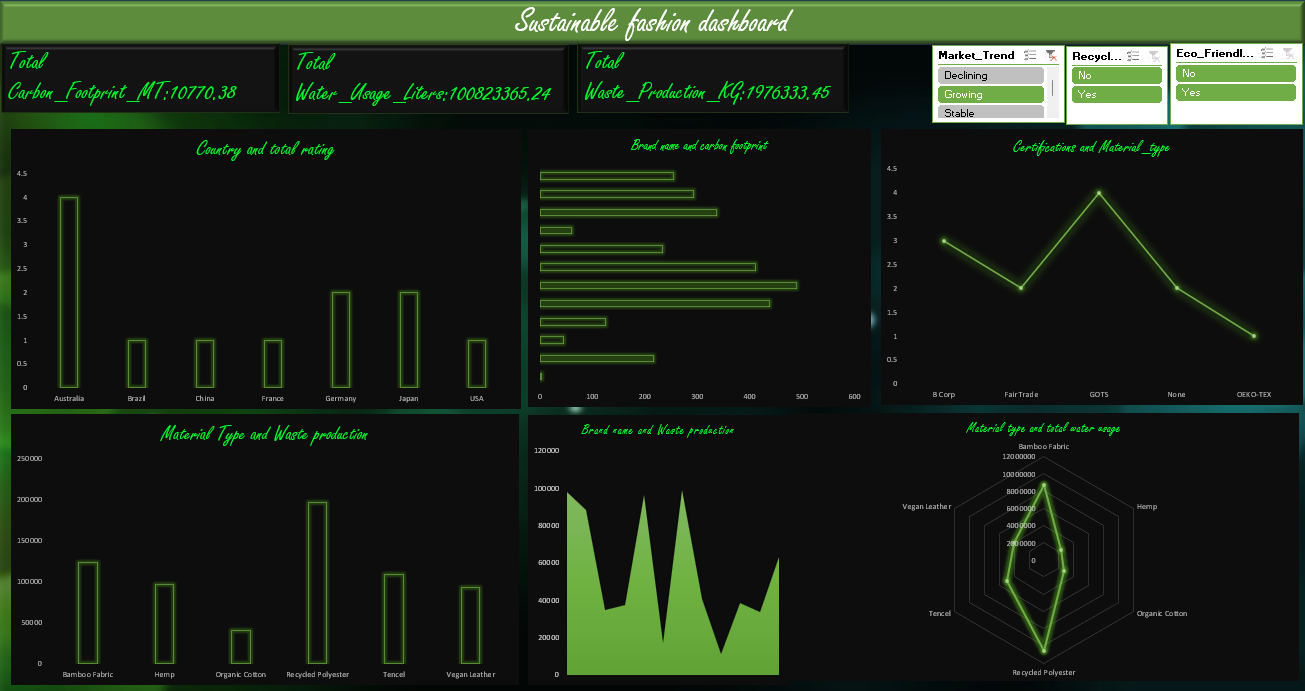 Sustainable fashion dashboard
Total
Carbon_Footprint_MT:10770.38
Total
Water_Usage_Liters:100823365.24
Total
Waste_Production_KG:1976333.45
Market_Trend
Declining
Growing
Stable
Recycl...
No
Yes
Eco_Friendl...
No
Yes
Country and total rating
4.5
4
3.5
3
2.5
2
1.5
1
0.5
0
Australia Brazil China France Germany Japan USA
Brand name and carbon footprint
0 100 200 300 400 500 600
Certifications and Material_type
4.5
4
3.5
3
2.5
2
1.5
1
0.5
0
B Corp Fair Trade GOTS None OEKO-TEX
Material Type and Waste production
250000
200000
150000
100000
50000
0
Bamboo Fabric Hemp Organic Cotton Recycled Polyester Tencel Vegan Leather
Brand name and Waste production
120000
100000
80000
60000
40000
20000
0
Material type and total water usage
Bamboo Fabric
12000000
10000000
8000000
6000000
4000000
2000000
0
Vegan Leather
Hemp
Tencel
Organic Cotton
Recycled Polyester